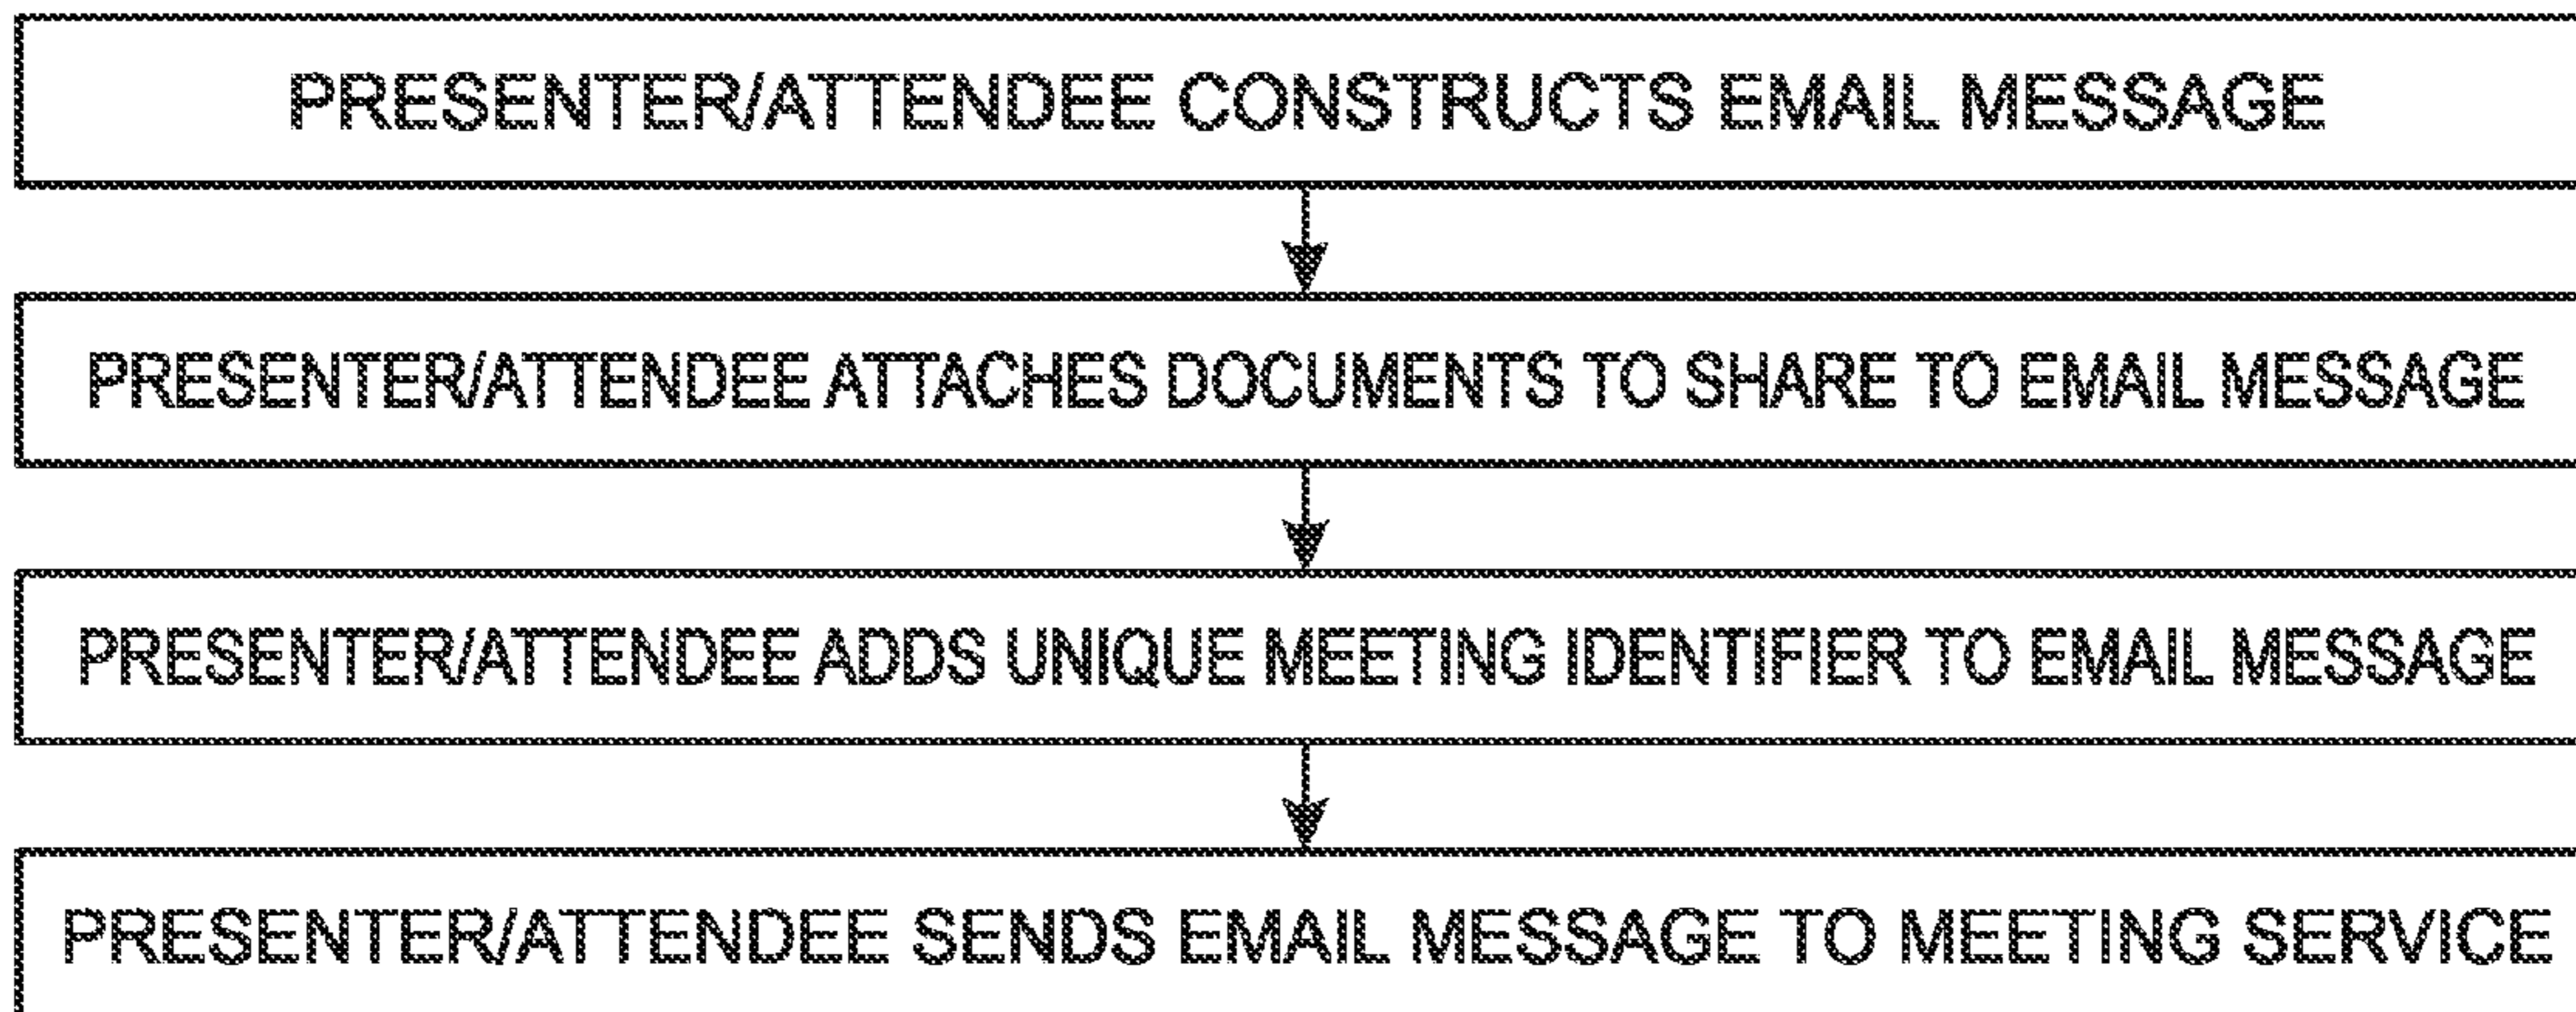 PRESENTER/ATTENDEE CONSTRUCTS EMAIL MESSAGE
PRESENTER/ATTENDEE ATTACHES DOCUMENTS TO SHARE TO EMAIL MESSAGE
PRESENTER/ATTENDEE ADDS UNIQUE MEETING IDENTIFIER TO EMAIL MESSAGE
PRESENTER/ATTENDEE SENDS EMAIL MESSAGE TO MEETING SERVICE